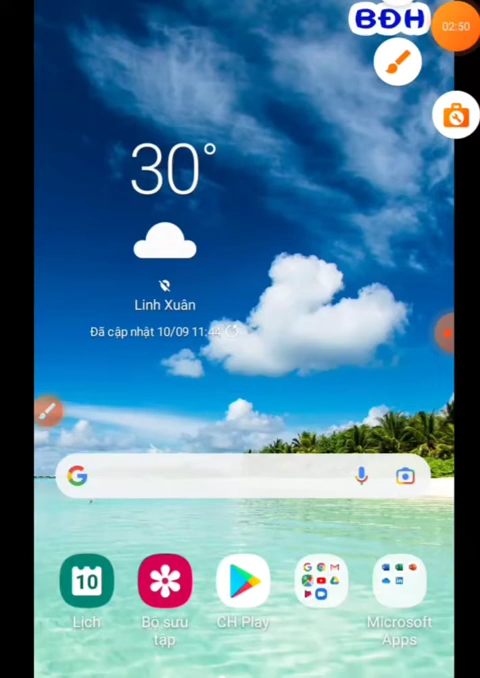 BĐH
02:50
30°
Linh Xuân
Đã cập nhật 10/09 11:44
G
10
Lịch
Bộ sưu tập
CH Play
Microsoft Apps